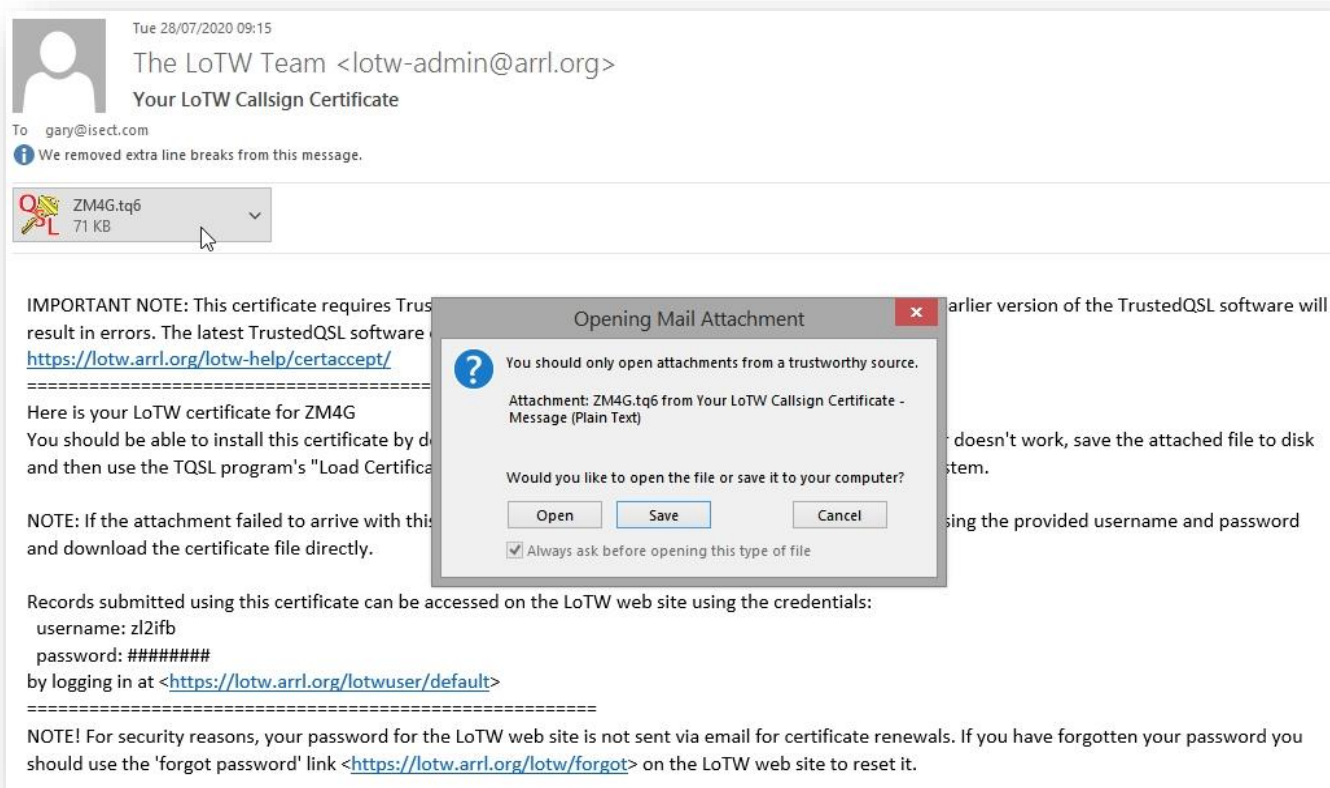 Tue 28/07/2020 09:15
The LoTW Team <lotw-admin@arrl.org>
Your LoTW Callsign Certificate
To gary@isect.com
We removed extra line breaks from this message.
QSL
ZM4G.tq6
71 KB
IMPORTANT NOTE: This certificate requires Trus
arlier version of the TrustedQSL software will
result in errors. The latest TrustedQSL software
https://lotw.arrl.org/lotw-help/certaccept/
=======================================
Here is your LoTW certificate for ZM4G
You should be able to install this certificate by d
doesn't work, save the attached file to disk
and then use the TQSL program's "Load Certifica
stem.
NOTE: If the attachment failed to arrive with this
sing the provided username and password
and download the certificate file directly.
Opening Mail Attachment
You should only open attachments from a trustworthy source.
Attachment: ZM4G.tq6 from Your LoTW Callsign Certificate -
Message (Plain Text)
Would you like to open the file or save it to your computer?
Open Save Cancel
Always ask before opening this type of file
Records submitted using this certificate can be accessed on the LoTW web site using the credentials:
username: zl2ifb
password: ########
by logging in at <https://lotw.arrl.org/lotwuser/default>
=======================================================
NOTE! For security reasons, your password for the LoTW web site is not sent via email for certificate renewals. If you have forgotten your password you
should use the 'forgot password' link <https://lotw.arrl.org/lotw/forgot> on the LoTW web site to reset it.